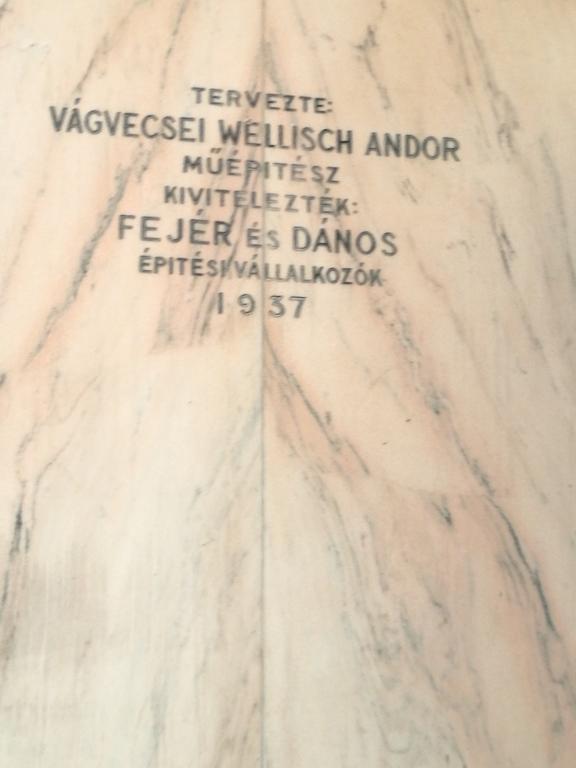 TERVEZTE:
VÁGVECSEI WELLISCH ANDOR
MŰÉPITÉSZ
KIVITELEZTÉK:
FEJÉR ÉS DÁNOS
ÉPITÉSI VÁLLALKOZÓK
1937